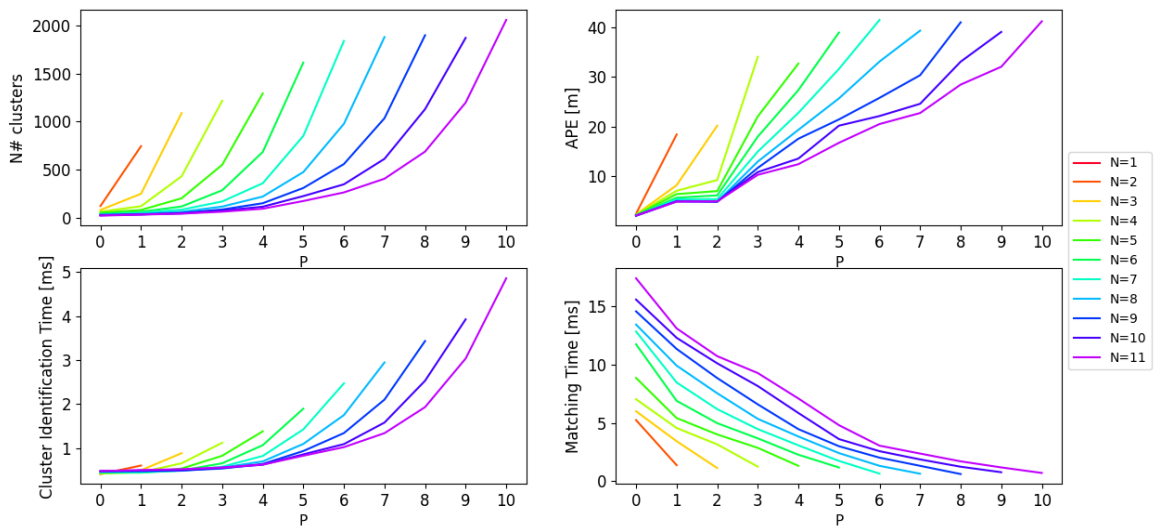 N# clusters
2000
1500
1000
500
0
0 1 2 3 4 5 6 7 8 9 10
P
APE [m]
40
30
20
10
0 1 2 3 4 5 6 7 8 9 10
P
Cluster Identification Time [ms]
5
4
3
2
1
0 1 2 3 4 5 6 7 8 9 10
P
Matching Time [ms]
15
10
5
0
0 1 2 3 4 5 6 7 8 9 10
P
N=1
N=2
N=3
N=4
N=5
N=6
N=7
N=8
N=9
N=10
N=11